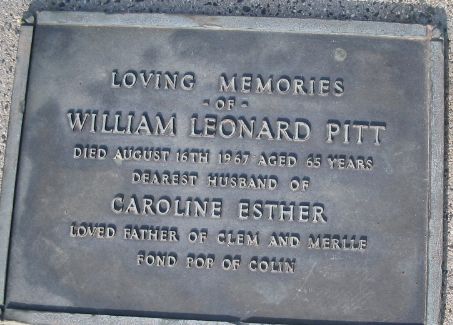 LOVING MEMORIES
- OF -
WILLIAM LEONARD PITT
DIED AUGUST 16TH 1967 AGED 65 YEARS
DEAREST HUSBAND OF
CAROLINE ESTHER
LOVED FATHER OF CLEM AND MERLLE
FOND POP OF COLIN